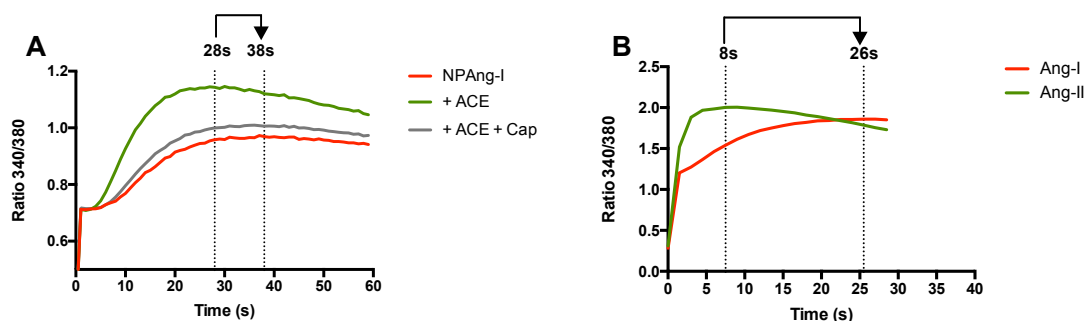 A
28s 38s
1.2
1.0
0.8
0.6
Ratio 340/380
0 10 20 30 40 50 60
Time (s)
NPAng-I
+ ACE
+ ACE + Cap
B
8s 26s
2.5
2.0
1.5
1.0
0.5
0.0
Ratio 340/380
0 5 10 15 20 25 30 35 40
Time (s)
Ang-I
Ang-II